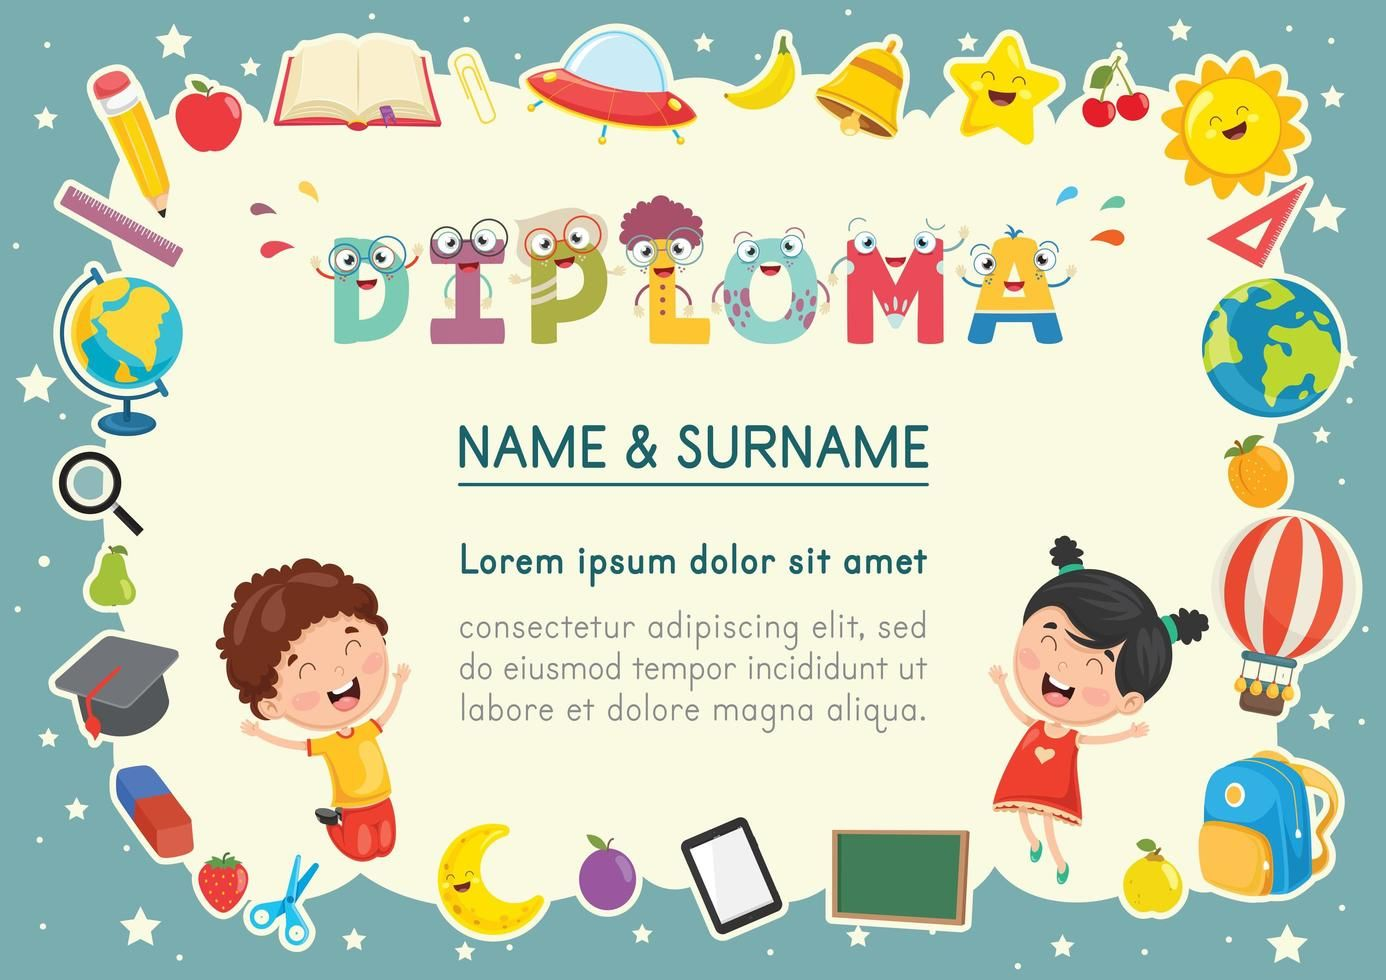 DIPLOMA
NAME & SURNAME
Lorem ipsum dolor sit amet
consectetur adipiscing elit, sed
do eiusmod tempor incididunt ut
labore et dolore magna aliqua.